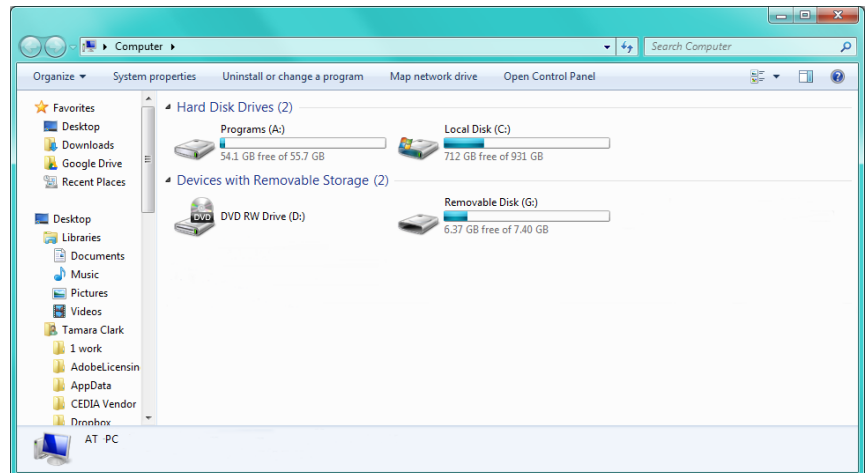 Computer
Search Computer
Organize
System properties
Uninstall or change a program
Map network drive
Open Control Panel
Favorites
Desktop
Downloads
Google Drive
Recent Places
Desktop
Libraries
Documents
Music
Pictures
Videos
Tamara Clark
1 work
AdobeLicensin
AppData
CEDIA Vendor
Dropbox
Hard Disk Drives (2)
Programs (A:)
54.1 GB free of 55.7 GB
Local Disk (C:)
712 GB free of 931 GB
Devices with Removable Storage (2)
DVD
DVD RW Drive (D:)
Removable Disk (G:)
6.37 GB free of 7.40 GB
AT PC